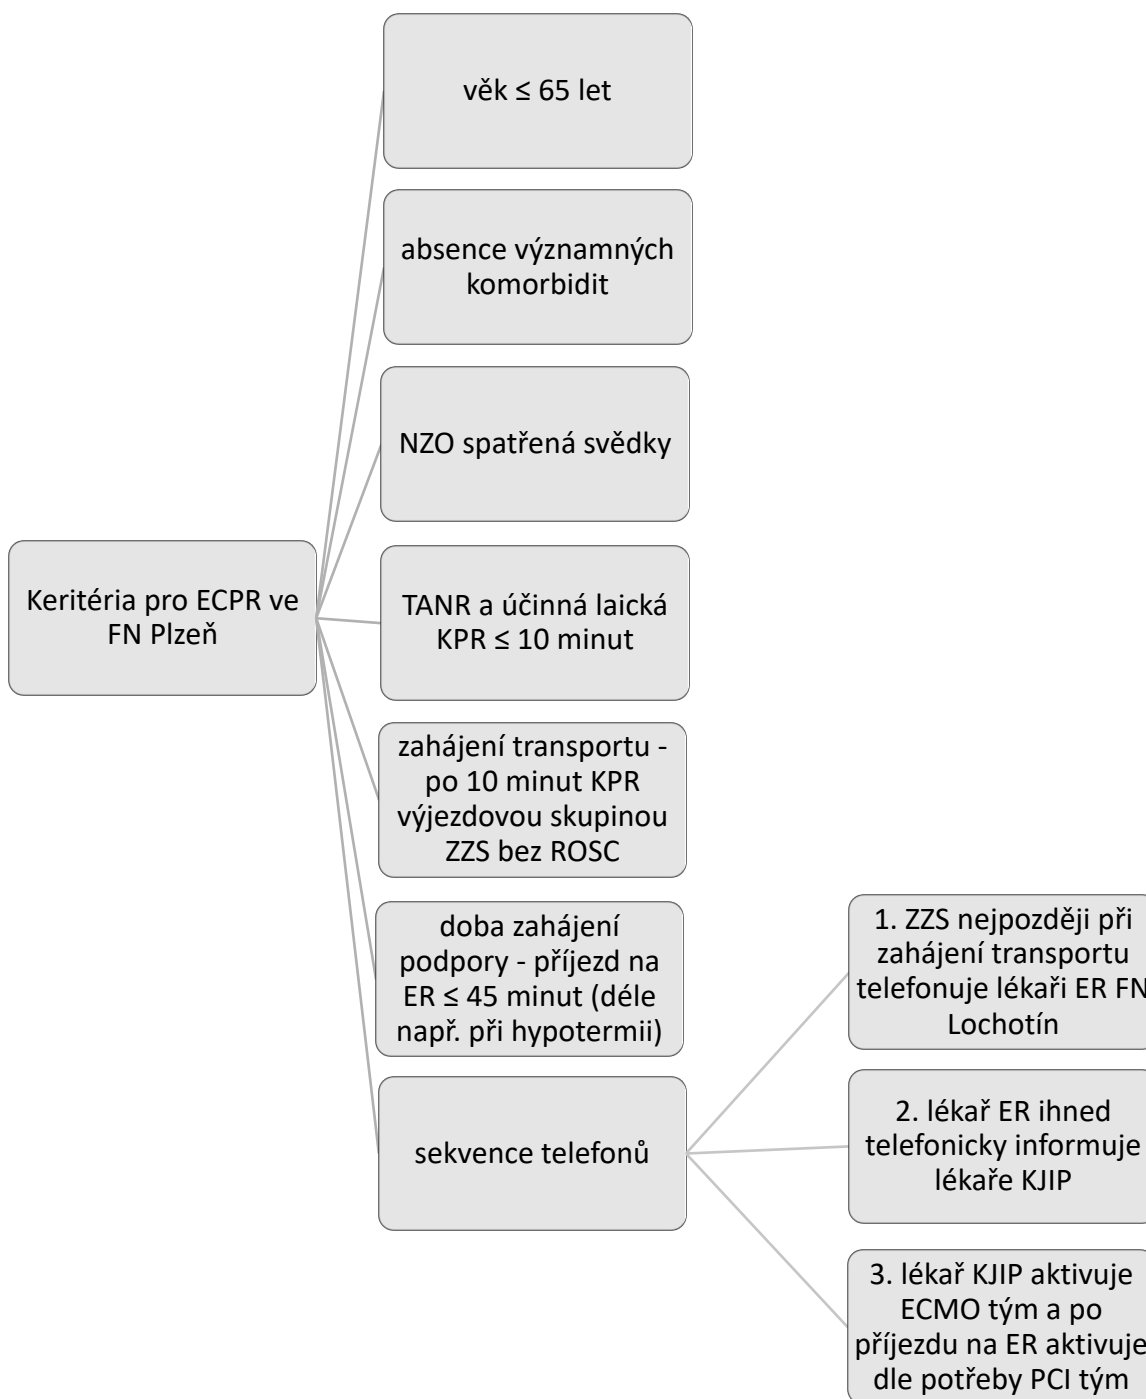 věk ≤ 65 let
absence významných
komorbidit
NZO spatřená svědky
Keritéria pro ECPR ve
FN Plzeň
TANR a účinná laická
KPR ≤ 10 minut
zahájení transportu -
po 10 minut KPR
výjezdovou skupinou
ZZS bez ROSC
doba zahájení
podpory - příjezd na
ER ≤ 45 minut (déle
např. při hypotermii)
sekvence telefonů
1. ZZS nejpozději při
zahájení transportu
telefonuje lékaři ER FN
Lochotín
2. lékař ER ihned
telefonicky informuje
lékaře KJIP
3. lékař KJIP aktivuje
ECMO tým a po
příjezdu na ER aktivuje
dle potřeby PCI tým